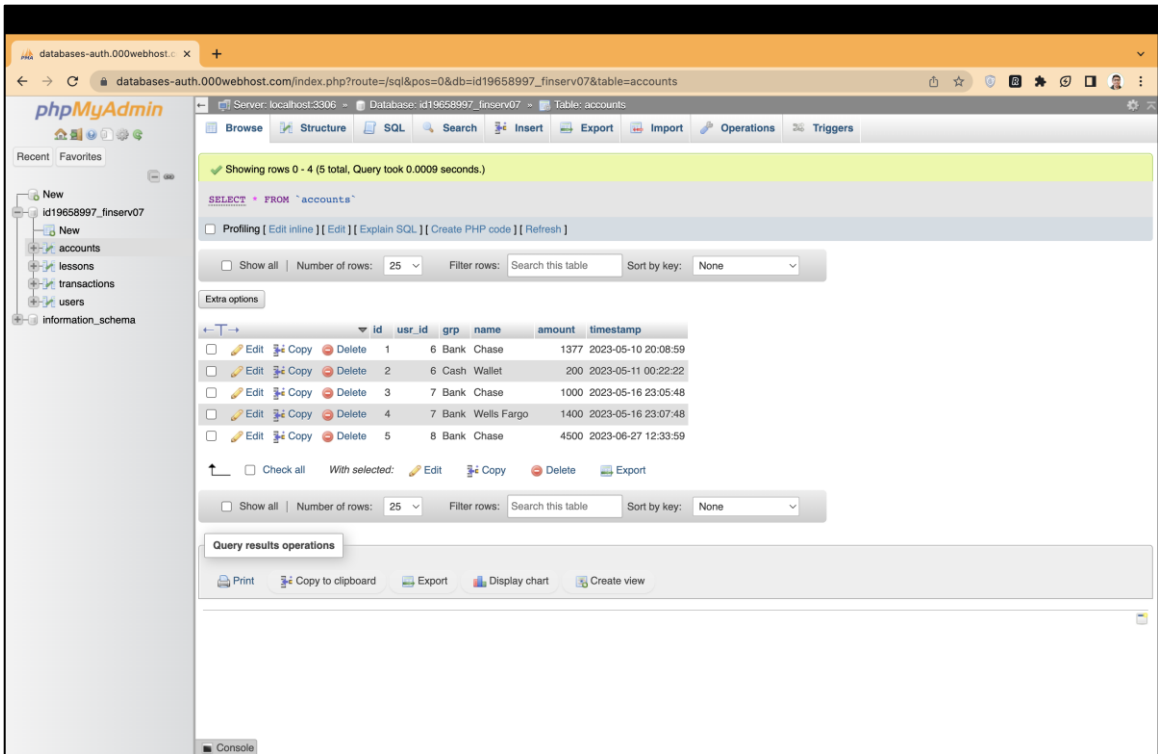 databases-auth.000webhost.c
databases-auth.000webhost.com/index.php?route=/sql&pos=0&db=id19658997_finserv07&table=accounts
phpMyAdmin
Recent Favorites
New
id19658997_finserv07
New
accounts
lessons
transactions
users
information_schema
Server: localhost:3306 » Database: id19658997_finserv07 » Table: accounts
Browse Structure SQL Search Insert Export Import Operations Triggers
Showing rows 0 - 4 (5 total, Query took 0.0009 seconds.)
SELECT * FROM `accounts`
Profiling [ Edit inline ] [ Edit ] [ Explain SQL ] [ Create PHP code ] [ Refresh ]
Show all | Number of rows: 25 Filter rows: Search this table Sort by key: None
Extra options
id usr_id grp name amount timestamp
Edit Copy Delete 1 6 Bank Chase 1377 2023-05-10 20:08:59
Edit Copy Delete 2 6 Cash Wallet 200 2023-05-11 00:22:22
Edit Copy Delete 3 7 Bank Chase 1000 2023-05-16 23:05:48
Edit Copy Delete 4 7 Bank Wells Fargo 1400 2023-05-16 23:07:48
Edit Copy Delete 5 8 Bank Chase 4500 2023-06-27 12:33:59
Check all With selected: Edit Copy Delete Export
Show all | Number of rows: 25 Filter rows: Search this table Sort by key: None
Query results operations
Print Copy to clipboard Export Display chart Create view
Console